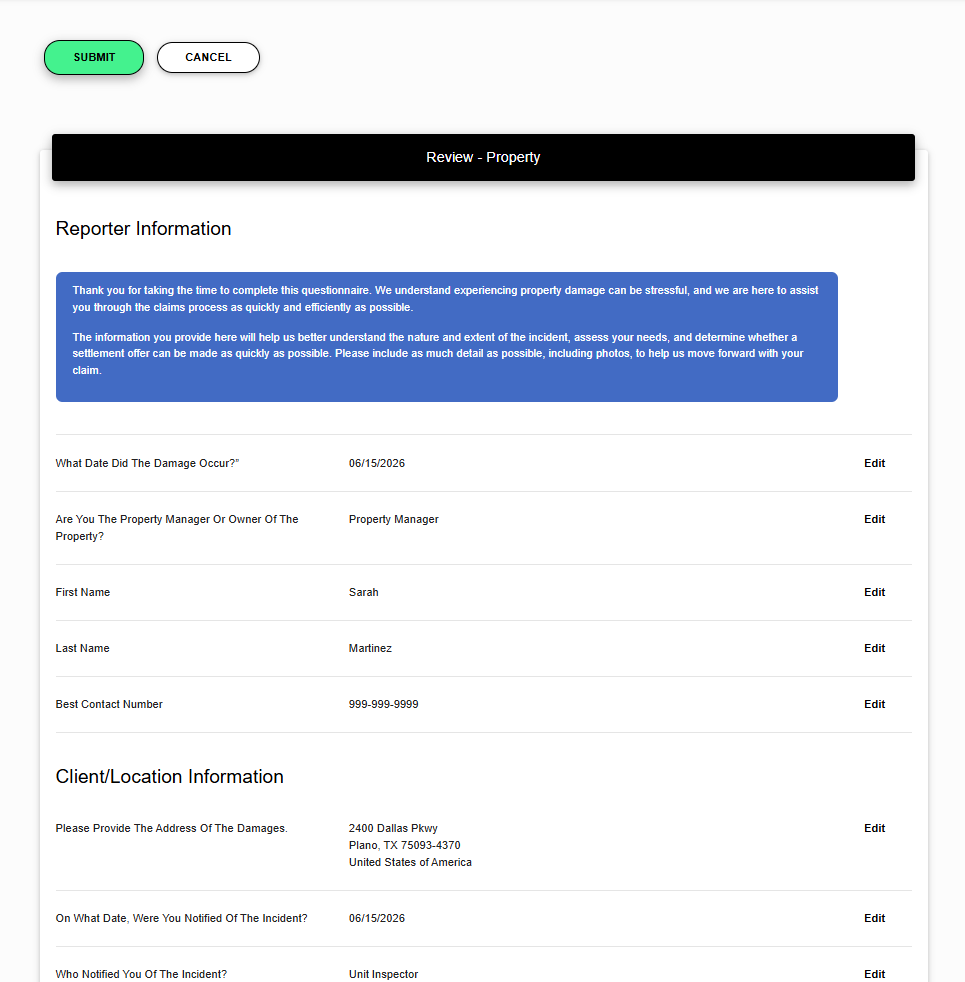 SUBMIT CANCEL
Review - Property
Reporter Information
Thank you for taking the time to complete this questionnaire. We understand experiencing property damage can be stressful, and we are here to assist
you through the claims process as quickly and efficiently as possible.
The information you provide here will help us better understand the nature and extent of the incident, assess your needs, and determine whether a
settlement offer can be made as quickly as possible. Please include as much detail as possible, including photos, to help us move forward with your
claim.
What Date Did The Damage Occur?" 06/15/2026 Edit
Are You The Property Manager Or Owner Of The Property Manager Edit
Property?
First Name Sarah Edit
Last Name Martinez Edit
Best Contact Number 999-999-9999 Edit
Client/Location Information
Please Provide The Address Of The Damages. 2400 Dallas Pkwy Edit
Plano, TX 75093-4370
United States of America
On What Date, Were You Notified Of The Incident? 06/15/2026 Edit
Who Notified You Of The Incident? Unit Inspector Edit